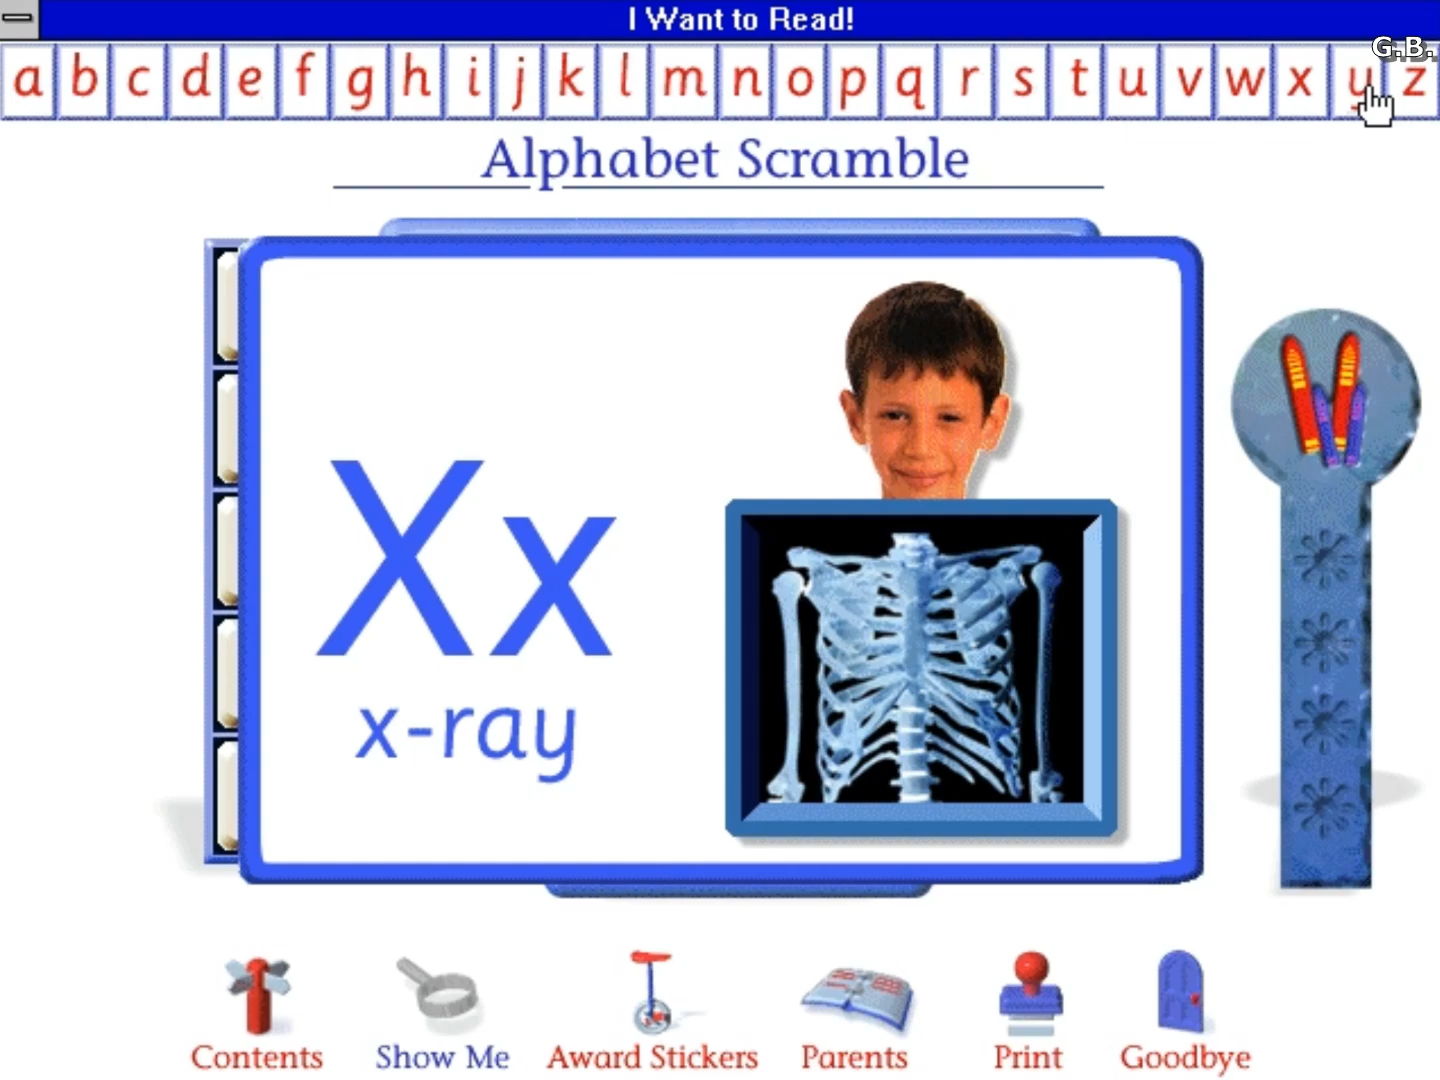 I Want to Read!
G.B.
a b c d e f g h i j k l m n o p q r s t u v w x y z
Alphabet Scramble
Xx
x-ray
Contents Show Me Award Stickers Parents Print Goodbye